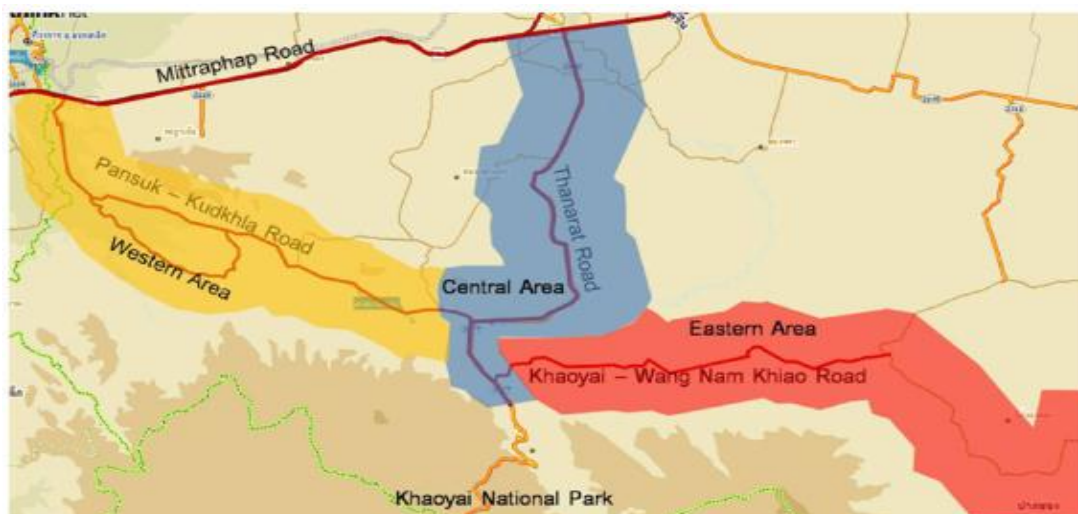 Mittraphap Road
Pansuk – Kudkhla Road
Thanarat Road
Western Area
Central Area
Eastern Area
Khaoyai – Wang Nam Khiao Road
Khaoyai National Park